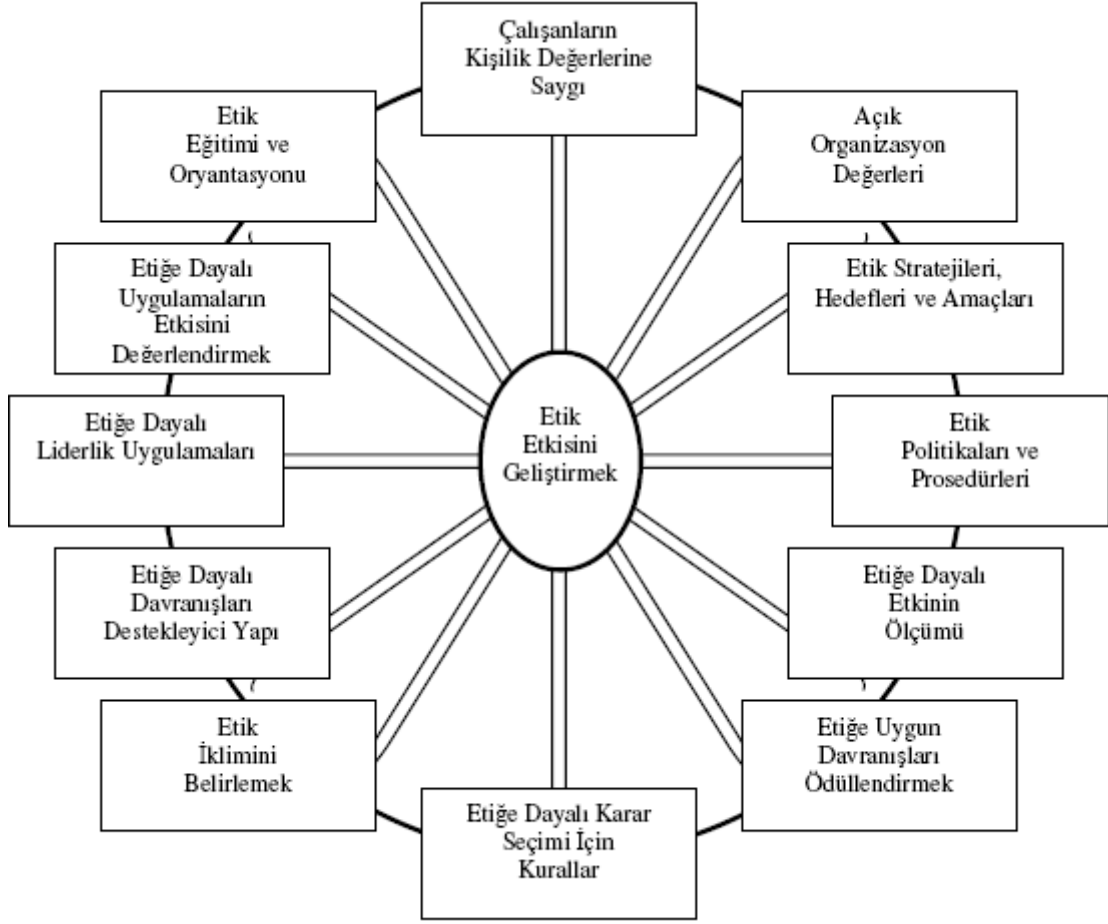 Çalışanların
Kişilik Değerlerine
Saygı
Etik
Eğitimi ve
Oryantasyonu
Açık
Organizasyon
Değerleri
Etiğe Dayalı
Uygulamaların
Etkisini
Değerlendirmek
Etik Stratejileri,
Hedefleri ve Amaçları
Etiğe Dayalı
Liderlik Uygulamaları
Etik
Etkisini
Geliştirmek
Etik
Politikaları ve
Prosedürleri
Etiğe Dayalı
Davranışları
Destekleyici Yapı
Etiğe Dayalı
Etkinin
Ölçümü
Etik
İklimini
Belirlemek
Etiğe Uygun
Davranışları
Ödüllendirmek
Etiğe Dayalı Karar
Seçimi İçin
Kurallar